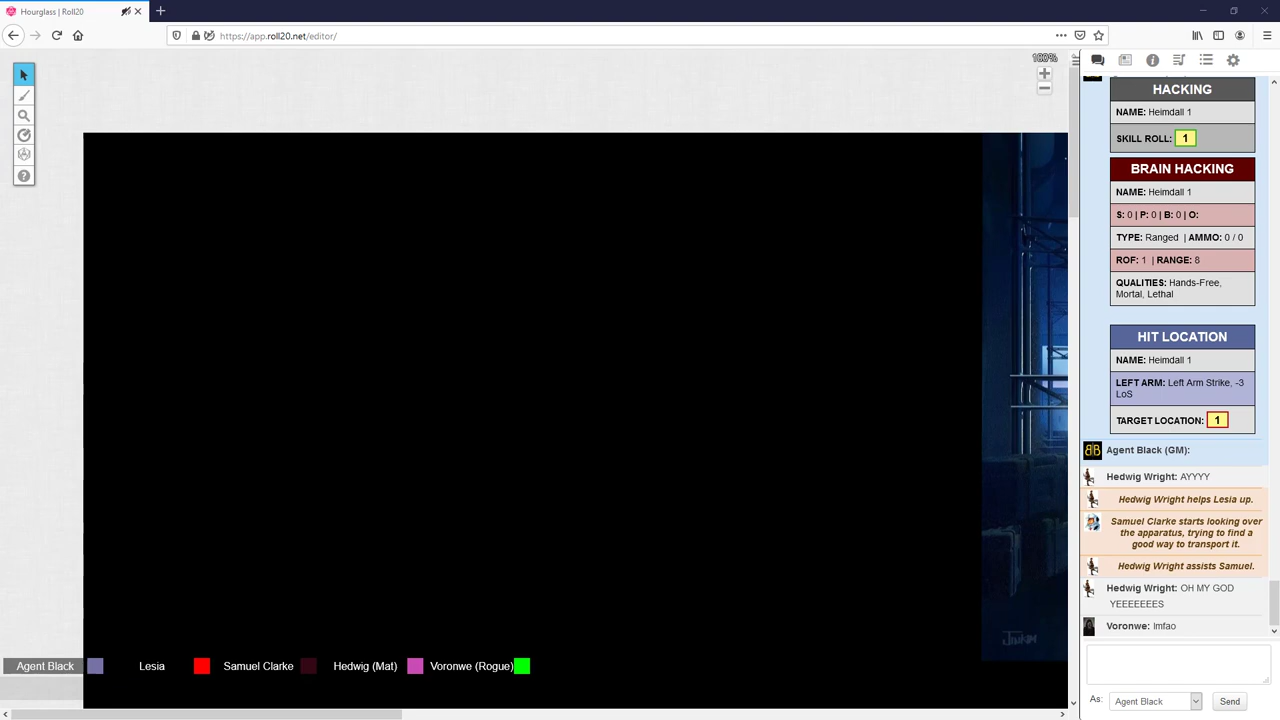 Hourglass | Roll20
https://app.roll20.net/editor/
100%
HACKING
NAME: Heimdall 1
SKILL ROLL: 1
BRAIN HACKING
NAME: Heimdall 1
S: 0 | P: 0 | B: 0 | O:
TYPE: Ranged | AMMO: 0 / 0
ROF: 1 | RANGE: 8
QUALITIES: Hands-Free,
Mortal, Lethal
HIT LOCATION
NAME: Heimdall 1
LEFT ARM: Left Arm Strike, -3
LoS
TARGET LOCATION: 1
Agent Black (GM):
Hedwig Wright: AYYYY
Hedwig Wright helps Lesia up.
Samuel Clarke starts looking over
the apparatus, trying to find a
good way to transport it.
Hedwig Wright assists Samuel.
Hedwig Wright: OH MY GOD
YEEEEEEES
Voronwe: lmfao
Agent Black Lesia Samuel Clarke Hedwig (Mat) Voronwe (Rogue)
As: Agent Black Send